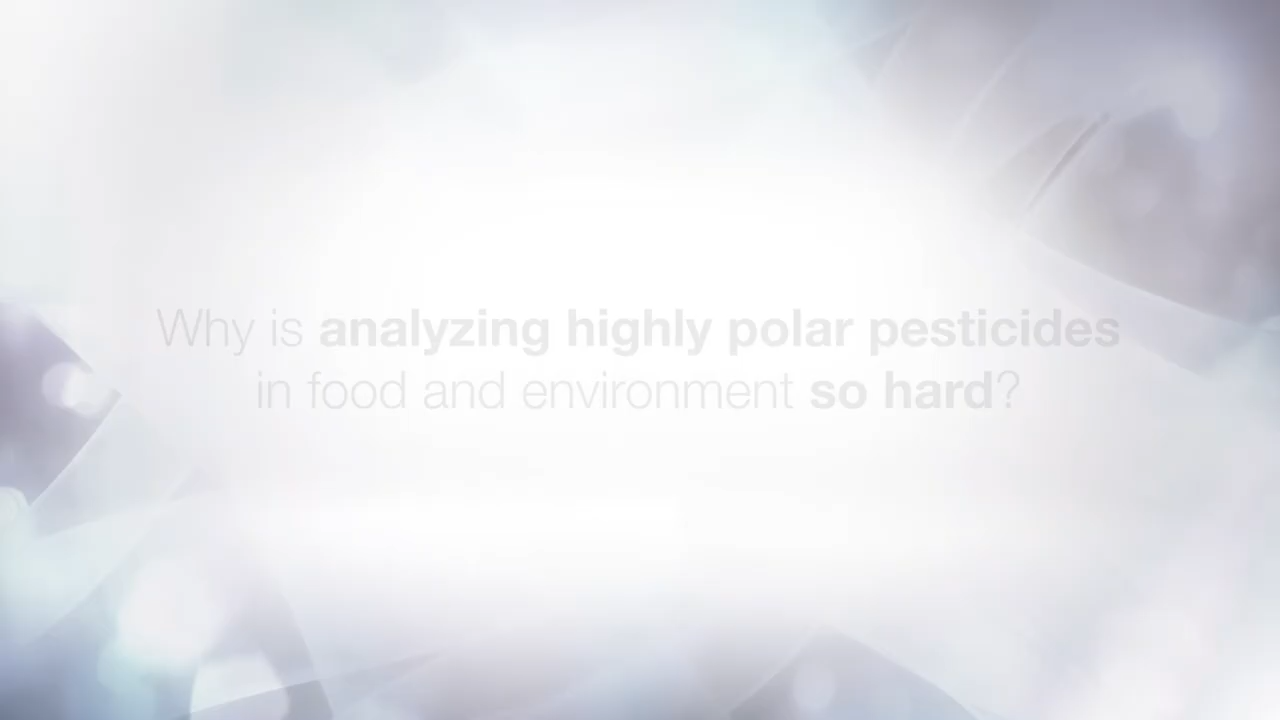 Why is analyzing highly polar pesticides
in food and environment so hard?